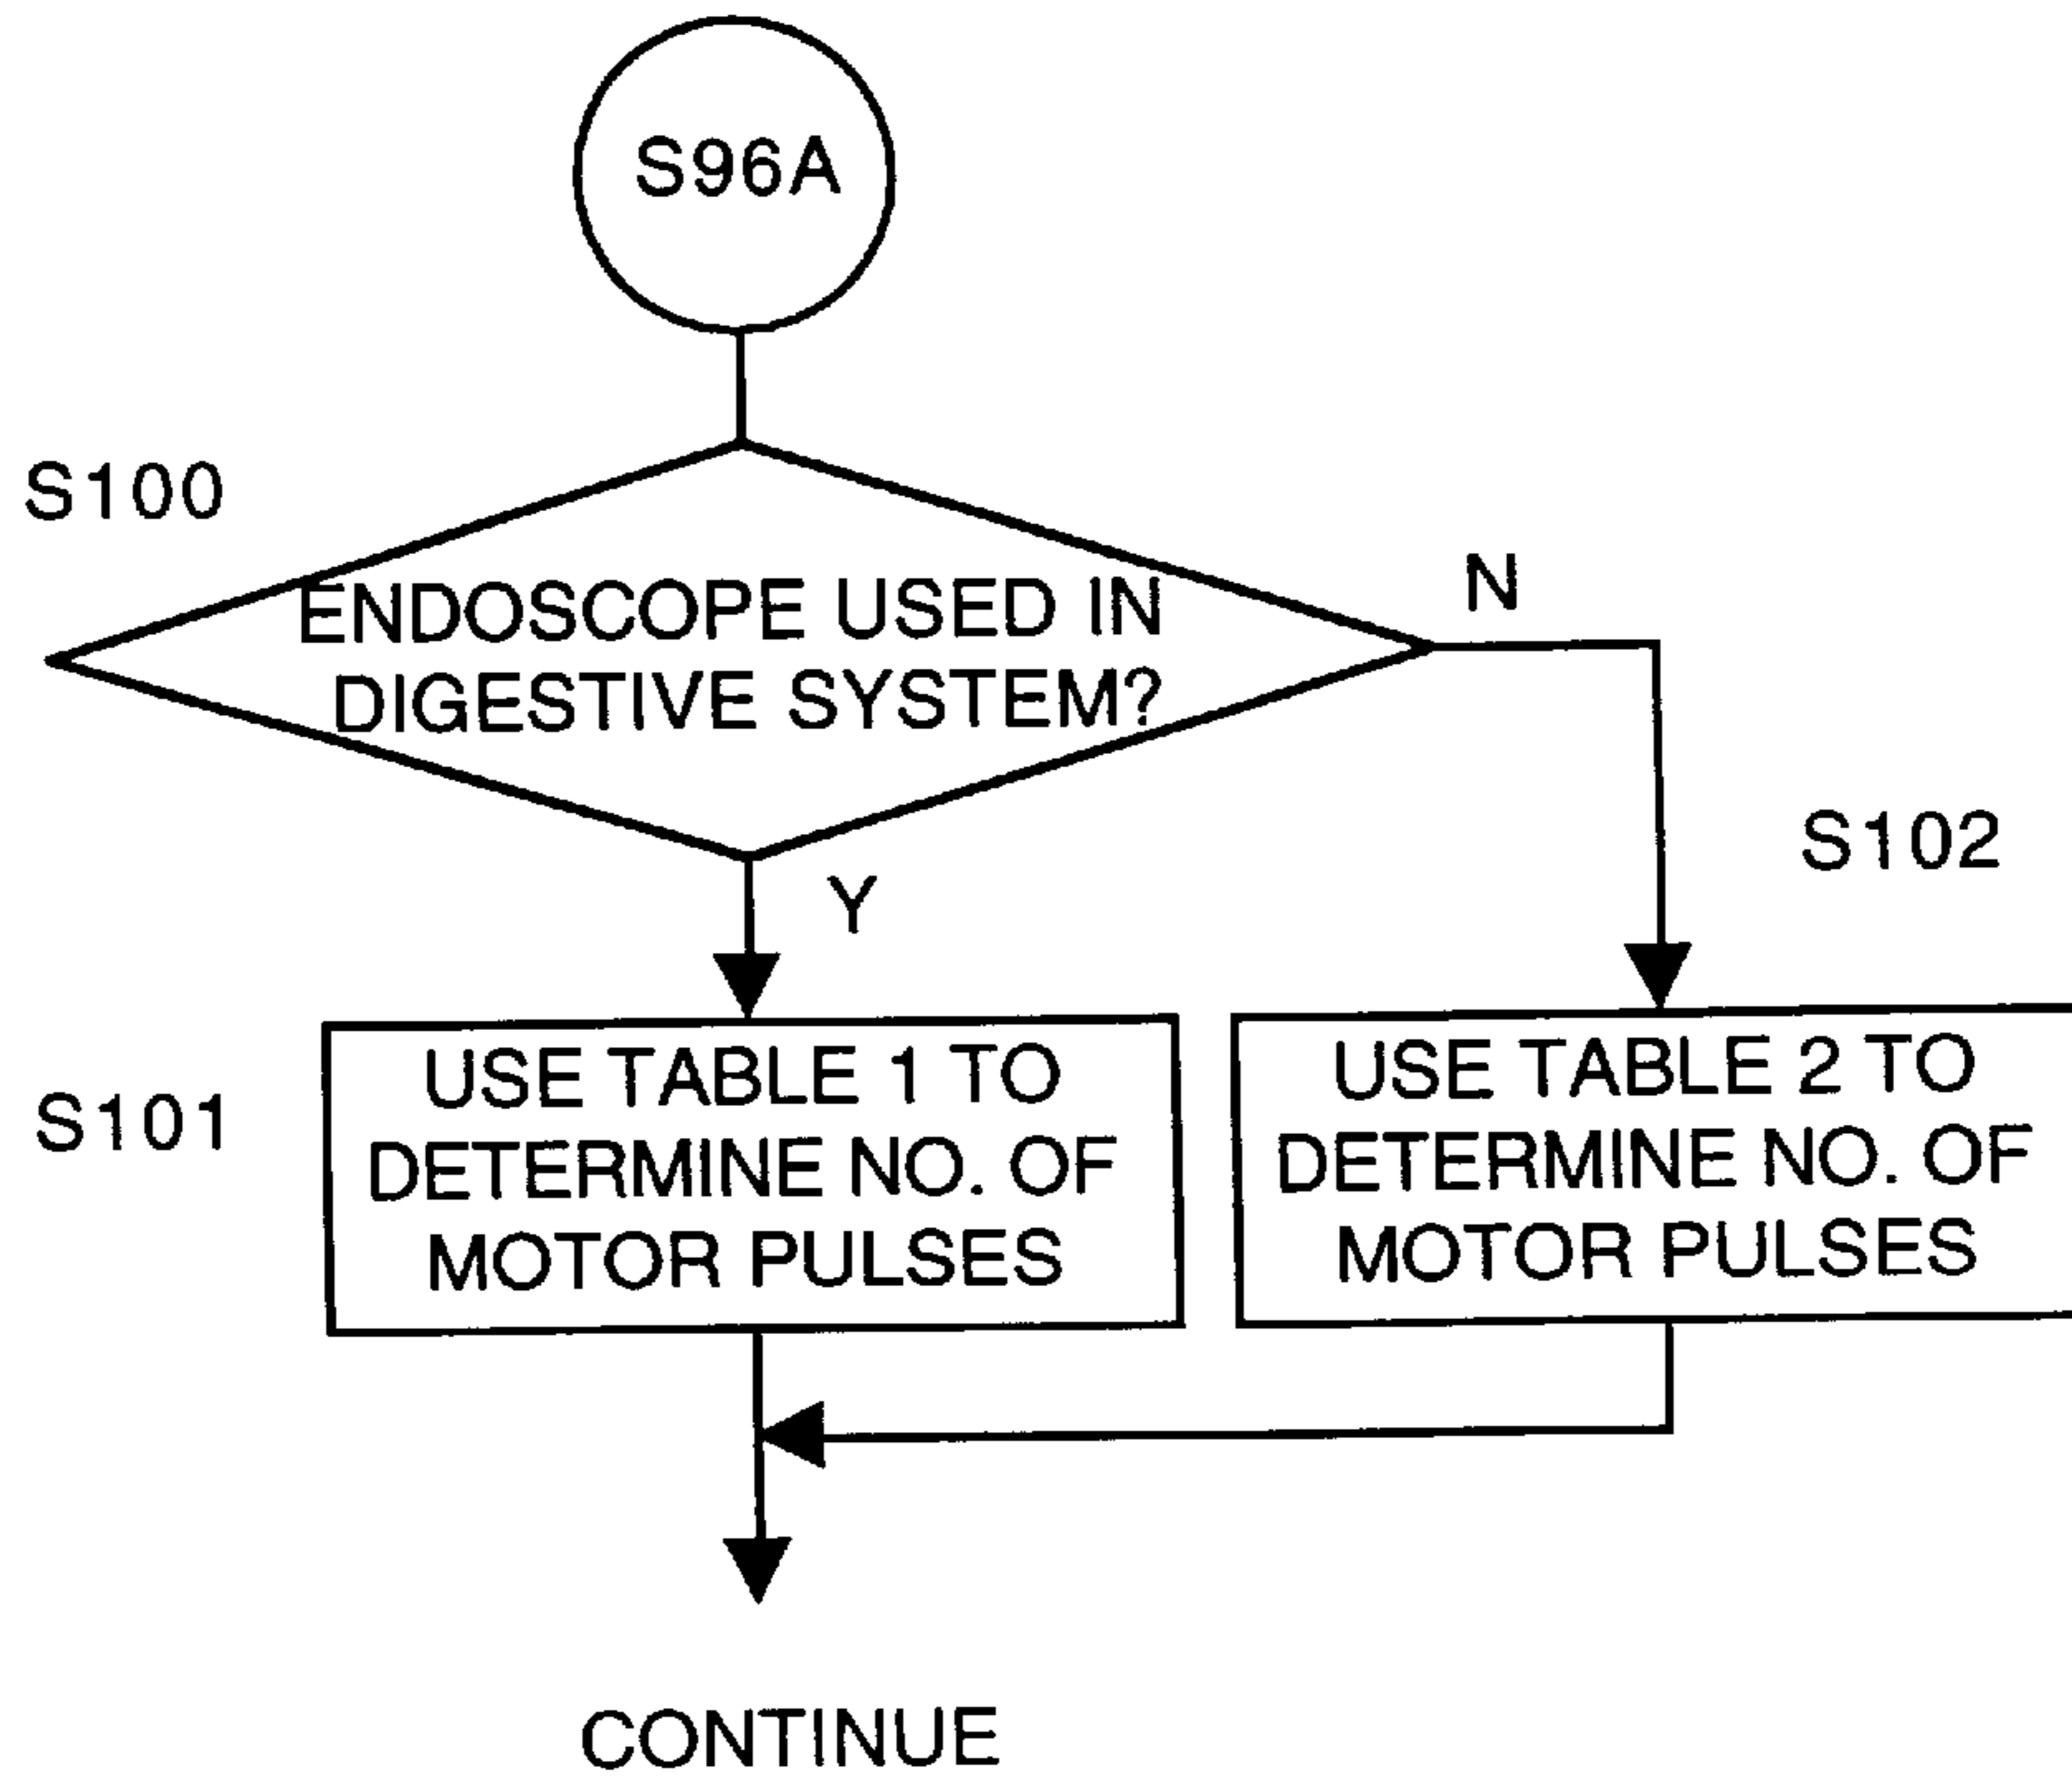 S96A
S100
ENDOSCOPE USED IN
DIGESTIVE SYSTEM?
N
Y
S102
S101
USE TABLE 1 TO
DETERMINE NO. OF
MOTOR PULSES
USE TABLE 2 TO
DETERMINE NO. OF
MOTOR PULSES
CONTINUE